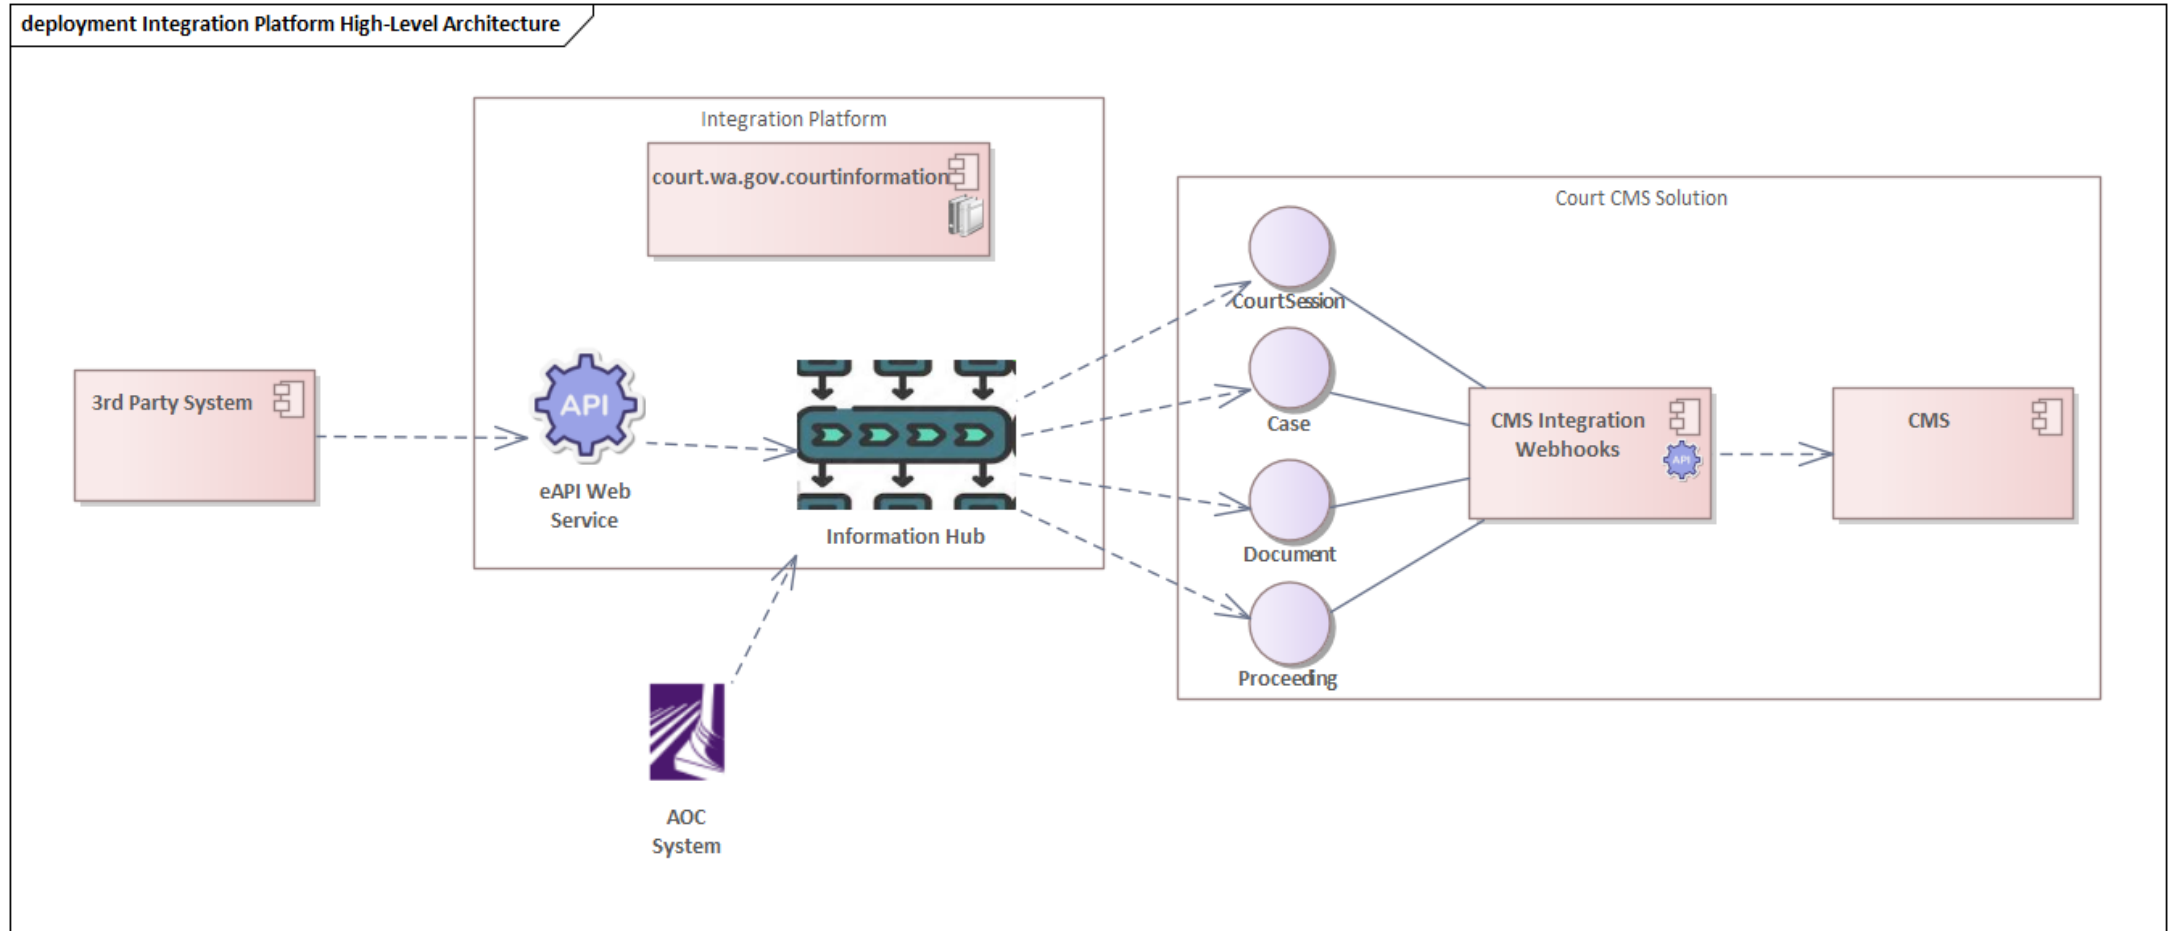 deployment Integration Platform High-Level Architecture
Integration Platform
court.wa.gov.courtinformation
Court CMS Solution
CourtSession
3rd Party System
API
eAPI Web
Service
Information Hub
Case
CMS Integration
Webhooks
API
CMS
Document
Proceeding
AOC
System